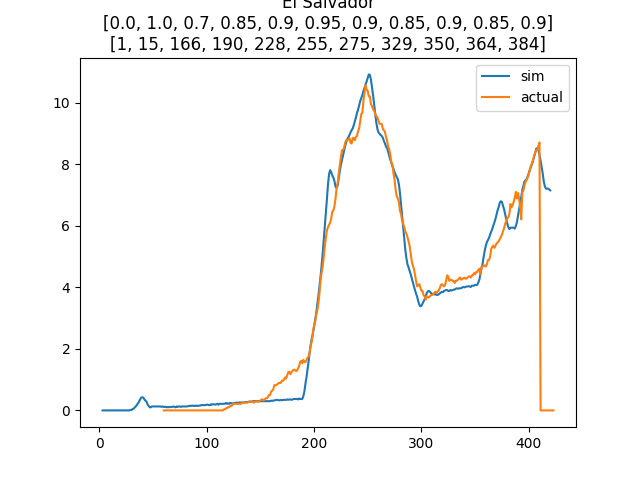 El Salvador
[0.0, 1.0, 0.7, 0.85, 0.9, 0.95, 0.9, 0.85, 0.9, 0.85, 0.9]
[1, 15, 166, 190, 228, 255, 275, 329, 350, 364, 384]
sim
actual
10
8
6
4
2
0
0 100 200 300 400